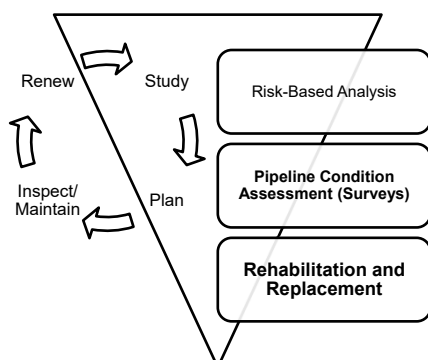 Renew
Study
Risk-Based Analysis
Inspect/
Maintain
Plan
Pipeline Condition
Assessment (Surveys)
Rehabilitation and
Replacement